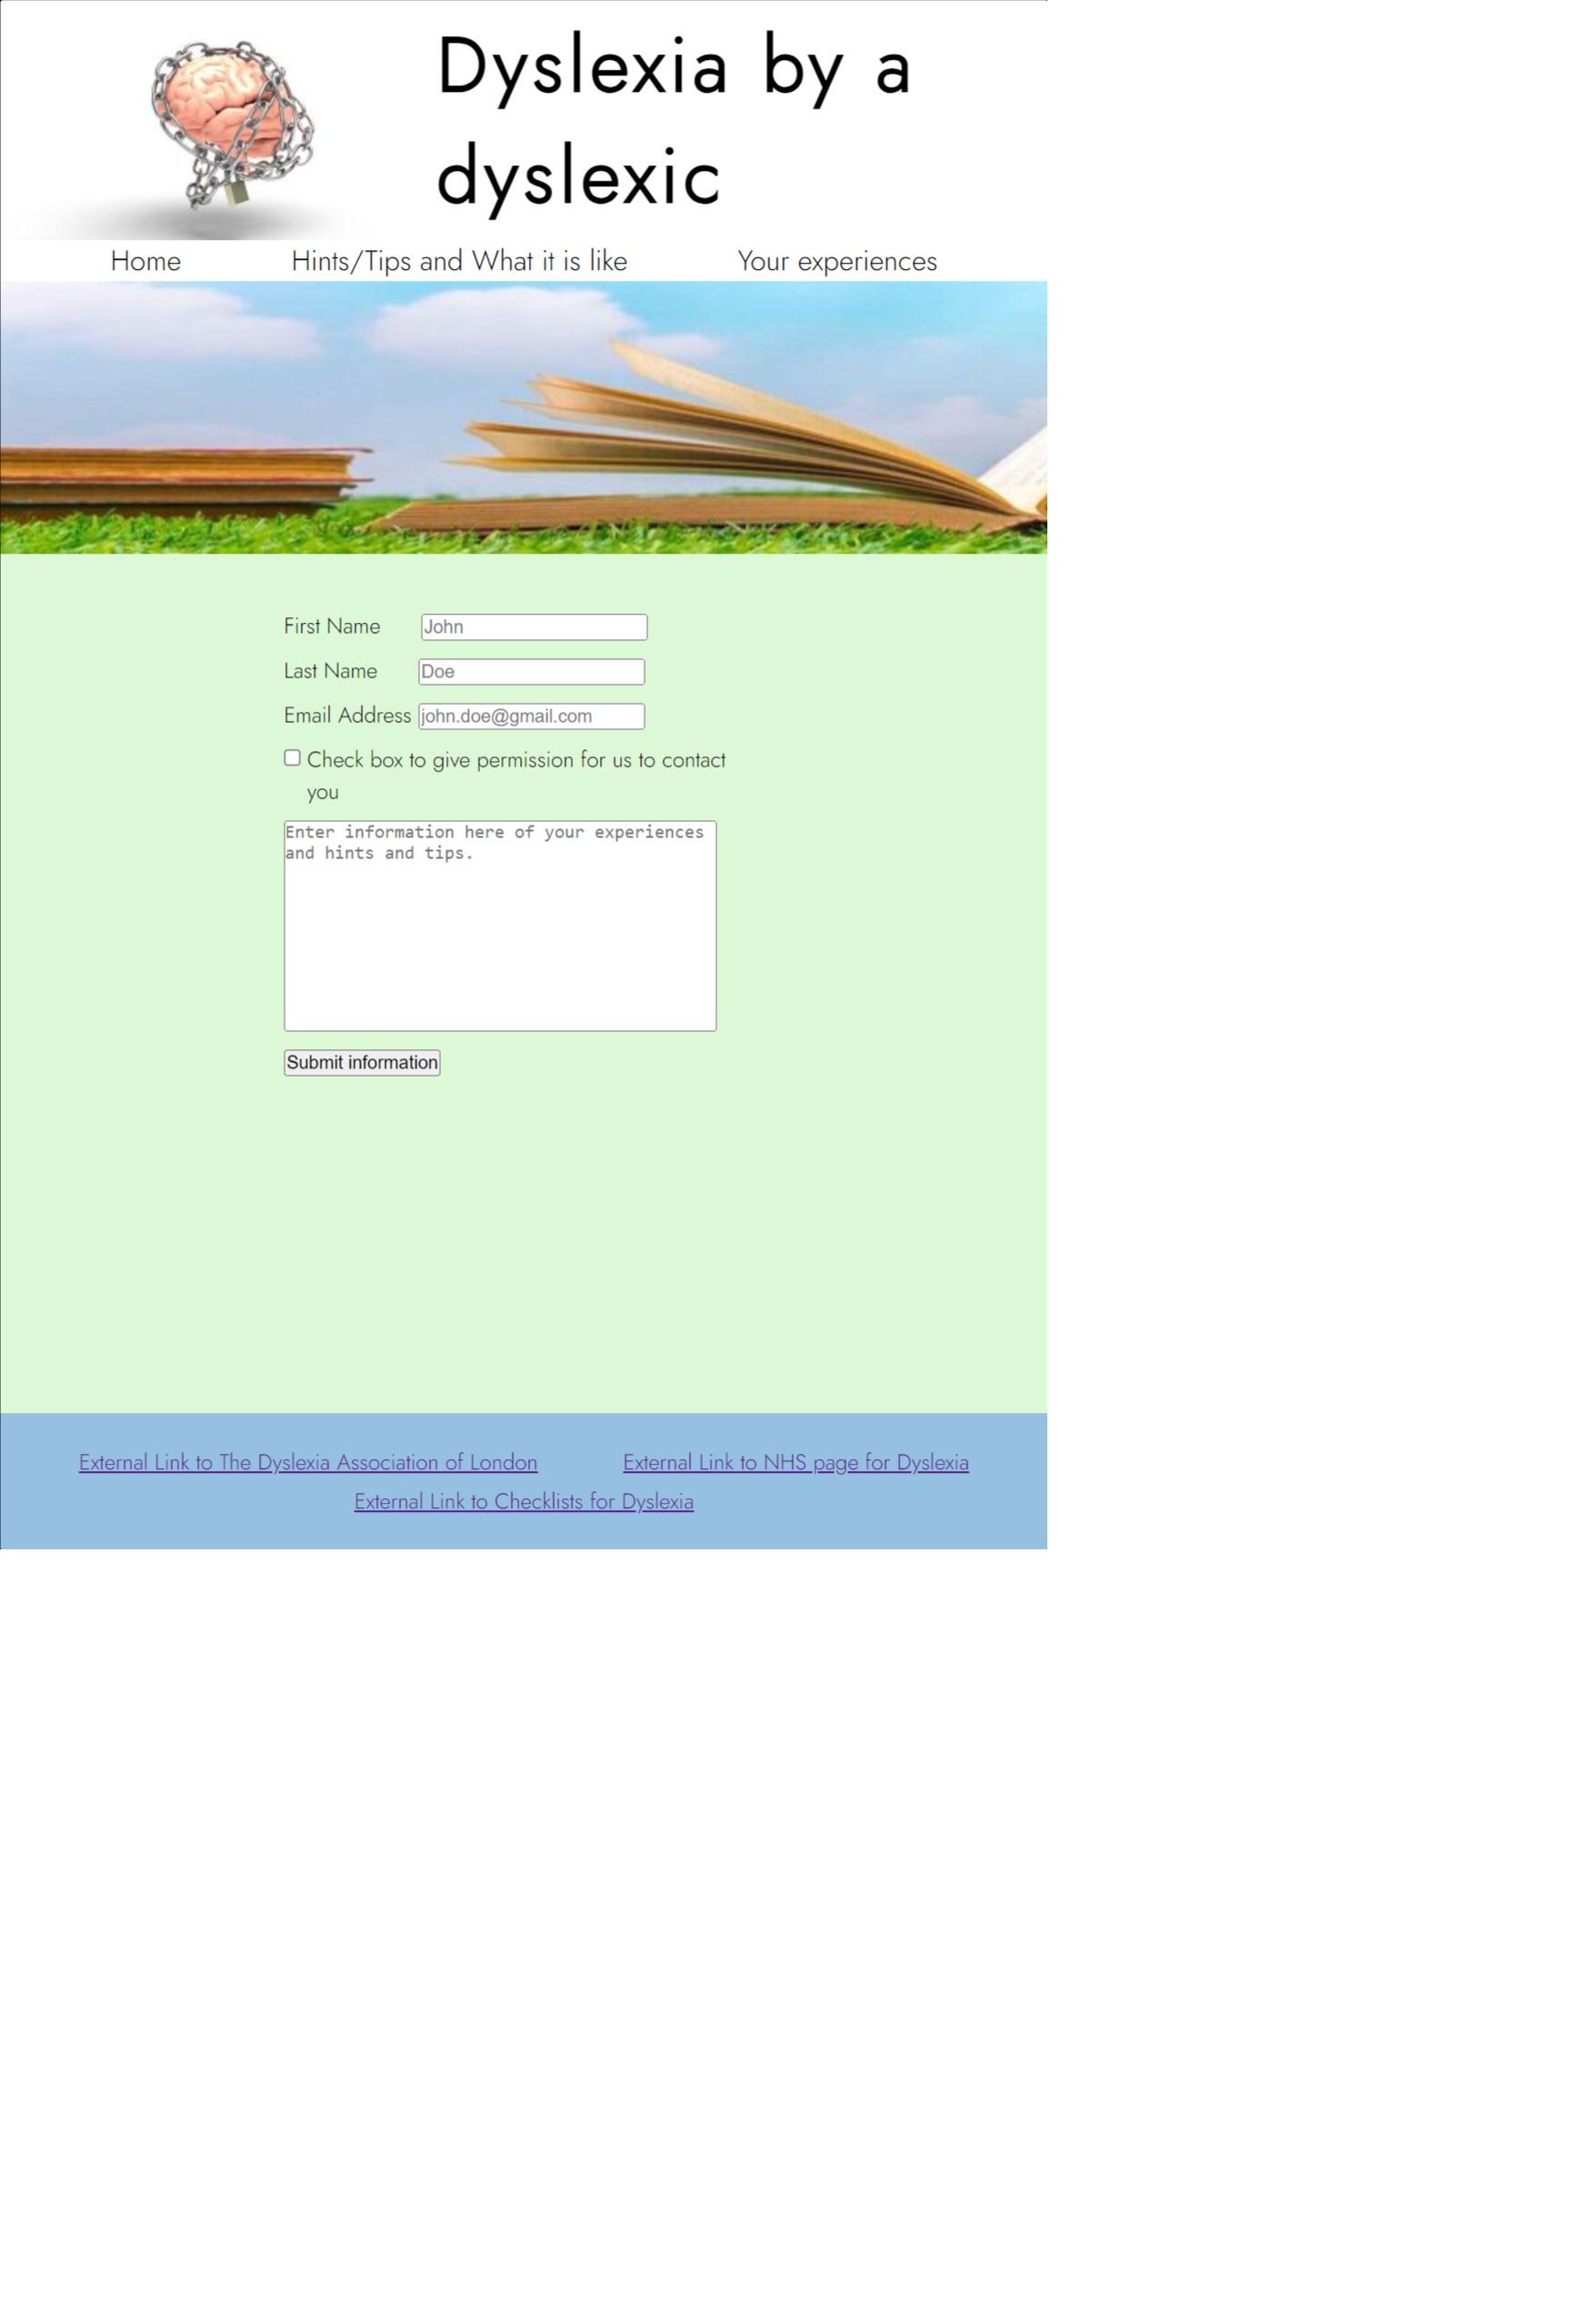 Dyslexia by a
dyslexic
Home Hints/Tips and What it is like Your experiences
First Name John
Last Name Doe
Email Address john.doe@gmail.com
Check box to give permission for us to contact
you
Enter information here of your experiences
and hints and tips.
Submit information
External Link to The Dyslexia Association of London External Link to NHS page for Dyslexia
External Link to Checklists for Dyslexia